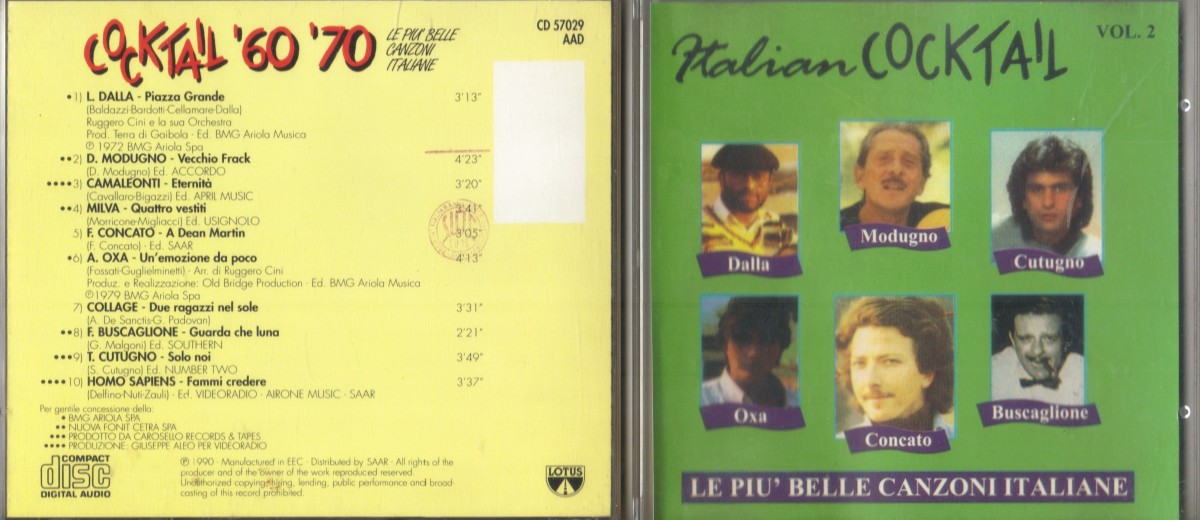 COCKTAIL '60 '70
LE PIU' BELLE
CANZONI
ITALIANE
CD 57029
AAD
• 1) L. DALLA - Piazza Grande 3'13"
(Baldazzi-Bardotti-Cellamare-Dalla)
Ruggero Cini e la sua Orchestra
Prod. Terra di Gaibola · Ed. BMG Ariola Musica
℗ 1972 BMG Ariola Spa
•• 2) D. MODUGNO - Vecchio Frack 4'23"
(D. Modugno) Ed. ACCORDO
•••• 3) CAMALEONTI - Eternità 3'20"
(Cavallaro-Bigazzi) Ed. APRIL MUSIC
•• 4) MILVA - Quattro vestiti 3'41"
(Morricone-Migliacci) Ed. USIGNOLO
5) F. CONCATO - A Dean Martin 3'05"
(F. Concato) · Ed. SAAR
• 6) A. OXA - Un'emozione da poco 4'13"
(Fossati-Guglielminetti) · Arr. di Ruggero Cini
Produz. e Realizzazione: Old Bridge Production · Ed. BMG Ariola Musica
℗ 1979 BMG Ariola Spa
7) COLLAGE - Due ragazzi nel sole 3'31"
(A. De Sanctis-G. Padovan)
•• 8) F. BUSCAGLIONE - Guarda che luna 2'21"
(G. Malgoni) Ed. SOUTHERN
••• 9) T. CUTUGNO - Solo noi 3'49"
(S. Cutugno) Ed. NUMBER TWO
•••• 10) HOMO SAPIENS - Fammi credere 3'37"
(Delfino-Nuti-Zauli) · Ed. VIDEORADIO · AIRONE MUSIC · SAAR
Per gentile concessione della:
• BMG ARIOLA SPA
•• NUOVA FONIT CETRA SPA
••• PRODOTTO DA CAROSELLO RECORDS & TAPES
•••• PRODUZIONE: GIUSEPPE ALEO PER VIDEORADIO
COMPACT
disc
DIGITAL AUDIO
℗ 1990 · Manufactured in EEC · Distributed by SAAR · All rights of the
producer and of the owner of the work reproduced reserved.
Unauthorized copying, hiring, lending, public performance and broad-
casting of this record prohibited.
LOTUS
Italian COCKTAIL
VOL. 2
Dalla
Modugno
Cutugno
Oxa
Concato
Buscaglione
LE PIU' BELLE CANZONI ITALIANE